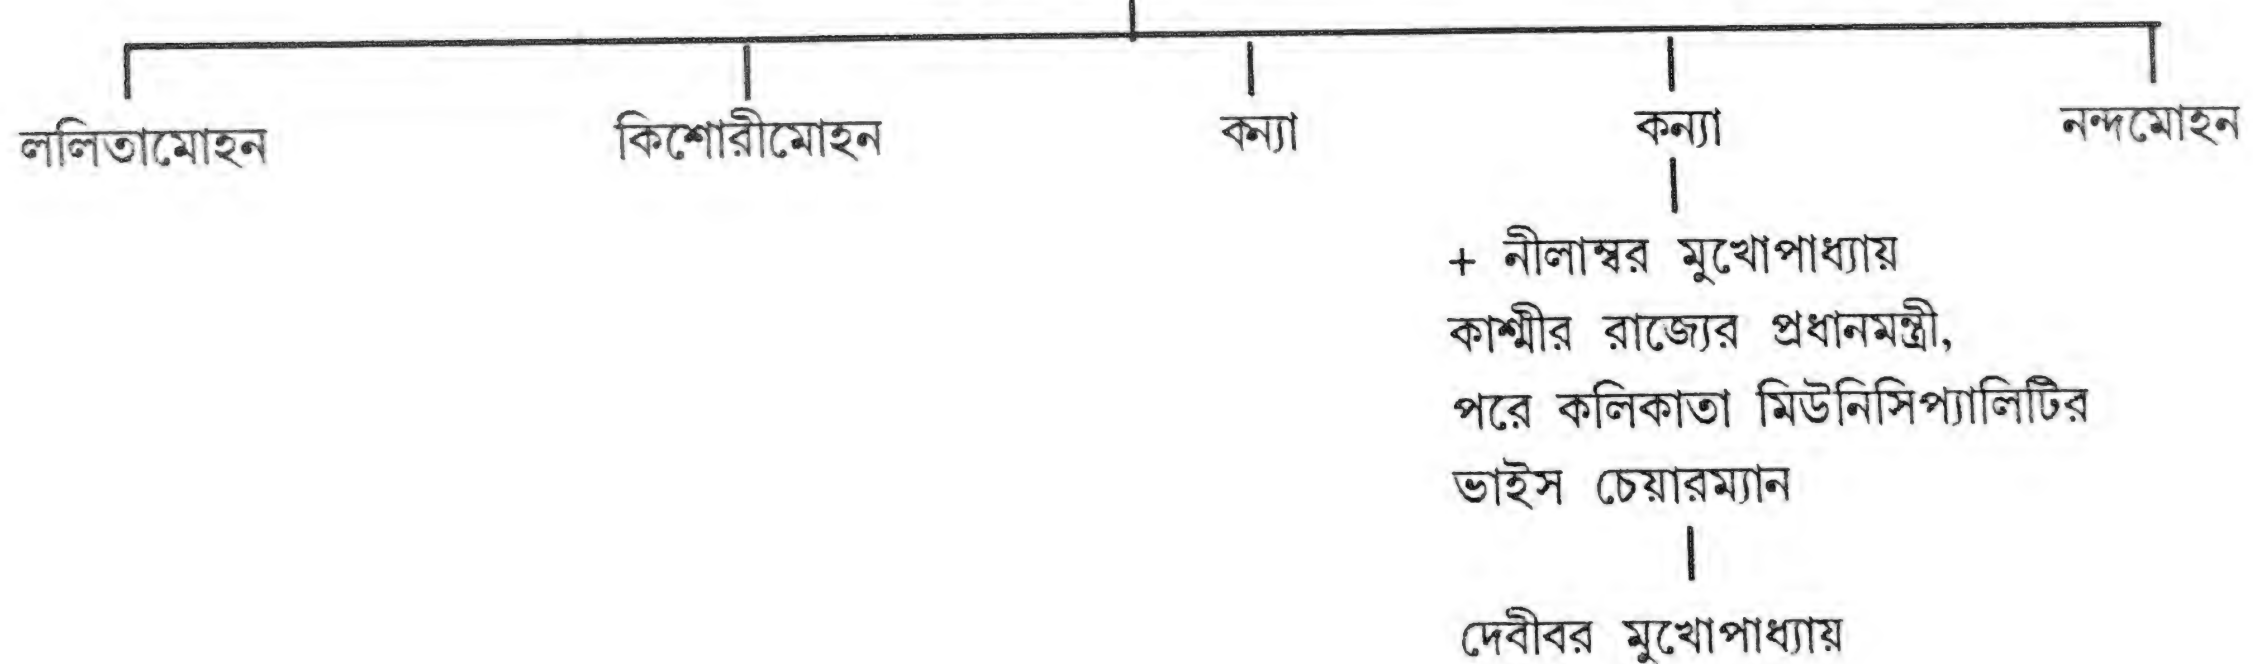 ললিতামোহন কিশোরীমোহন কন্যা কন্যা নন্দমোহন
+ নীলাম্বর মুখোপাধ্যায়
কাশ্মীর রাজ্যের প্রধানমন্ত্রী,
পরে কলিকাতা মিউনিসিপ্যালিটির
ভাইস চেয়ারম্যান
দেবীবর মুখোপাধ্যায়